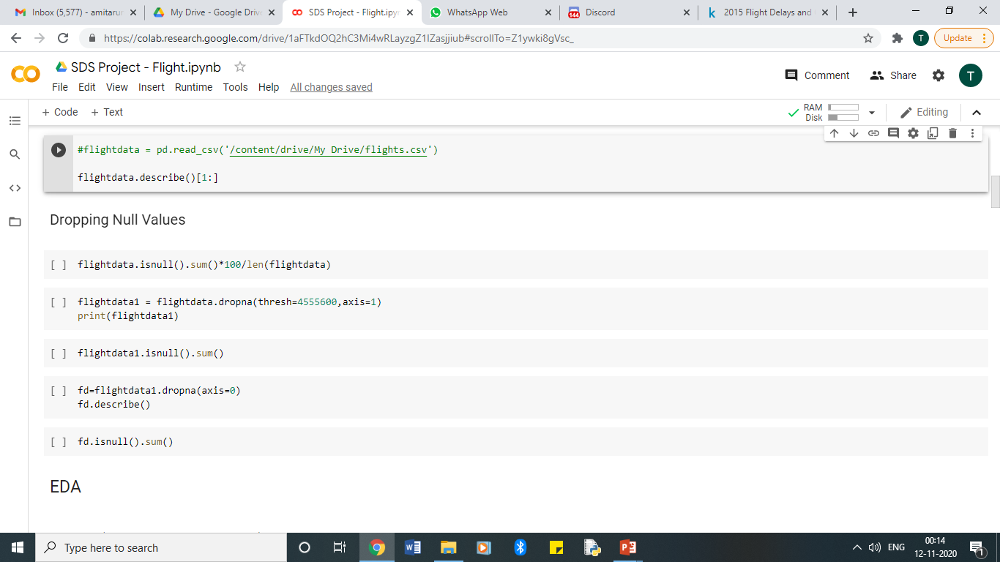 Inbox (5,577) - amitarun
My Drive - Google Drive
SDS Project - Flight.ipyn
WhatsApp Web
144
Discord
k
2015 Flight Delays and
https://colab.research.google.com/drive/1aFTkdOQ2hC3Mi4wRLayzgZ1IZasjjiub#scrollTo=Z1ywki8gVsc_
T
Update
SDS Project - Flight.ipynb
File Edit View Insert Runtime Tools Help All changes saved
Comment
Share
T
+ Code + Text
RAM
Disk
Editing
#flightdata = pd.read_csv('/content/drive/My Drive/flights.csv')
flightdata.describe()[1:]
Dropping Null Values
[ ] flightdata.isnull().sum()*100/len(flightdata)
[ ] flightdata1 = flightdata.dropna(thresh=4555600,axis=1)
print(flightdata1)
[ ] flightdata1.isnull().sum()
[ ] fd=flightdata1.dropna(axis=0)
fd.describe()
[ ] fd.isnull().sum()
EDA
Type here to search
ENG
00:14
12-11-2020
1